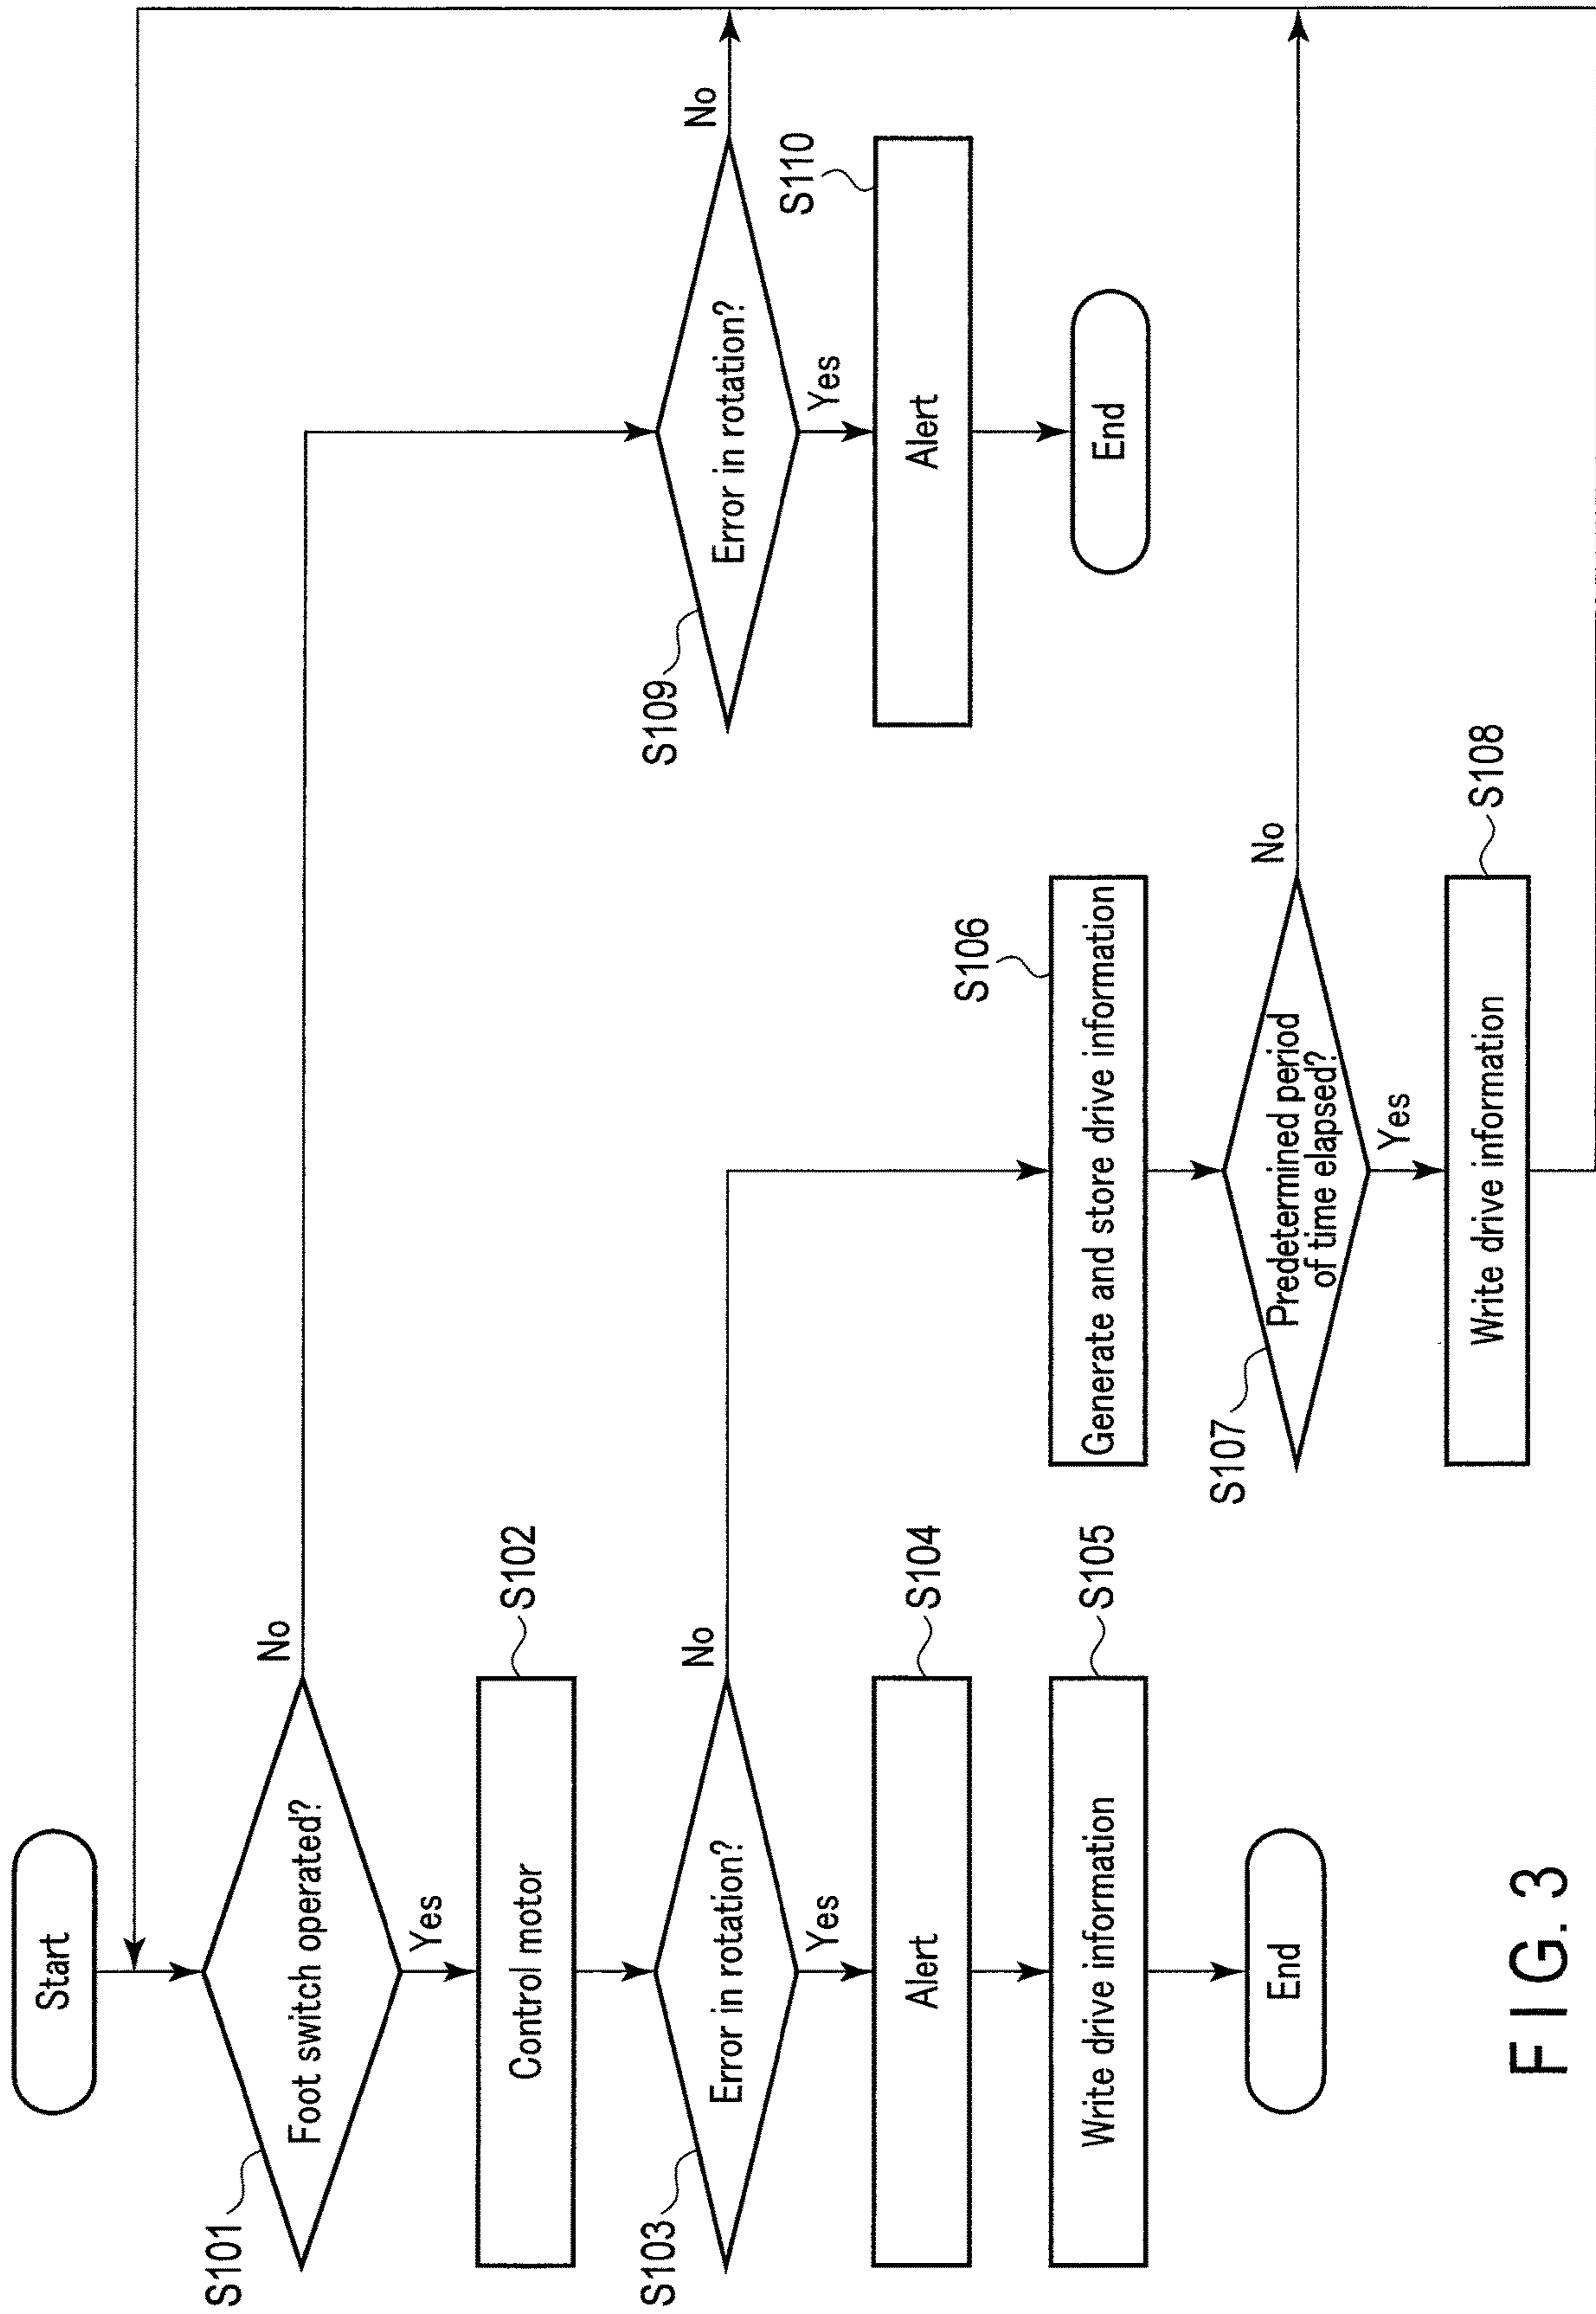 Start
S101
Foot switch operated?
No
Yes
S102
Control motor
S103
Error in rotation?
No
Yes
S104
Alert
S105
Write drive information
End
S106
Generate and store drive information
S107
Predetermined period
of time elapsed?
No
Yes
S108
Write drive information
S109
Error in rotation?
No
Yes
S110
Alert
End
FIG. 3